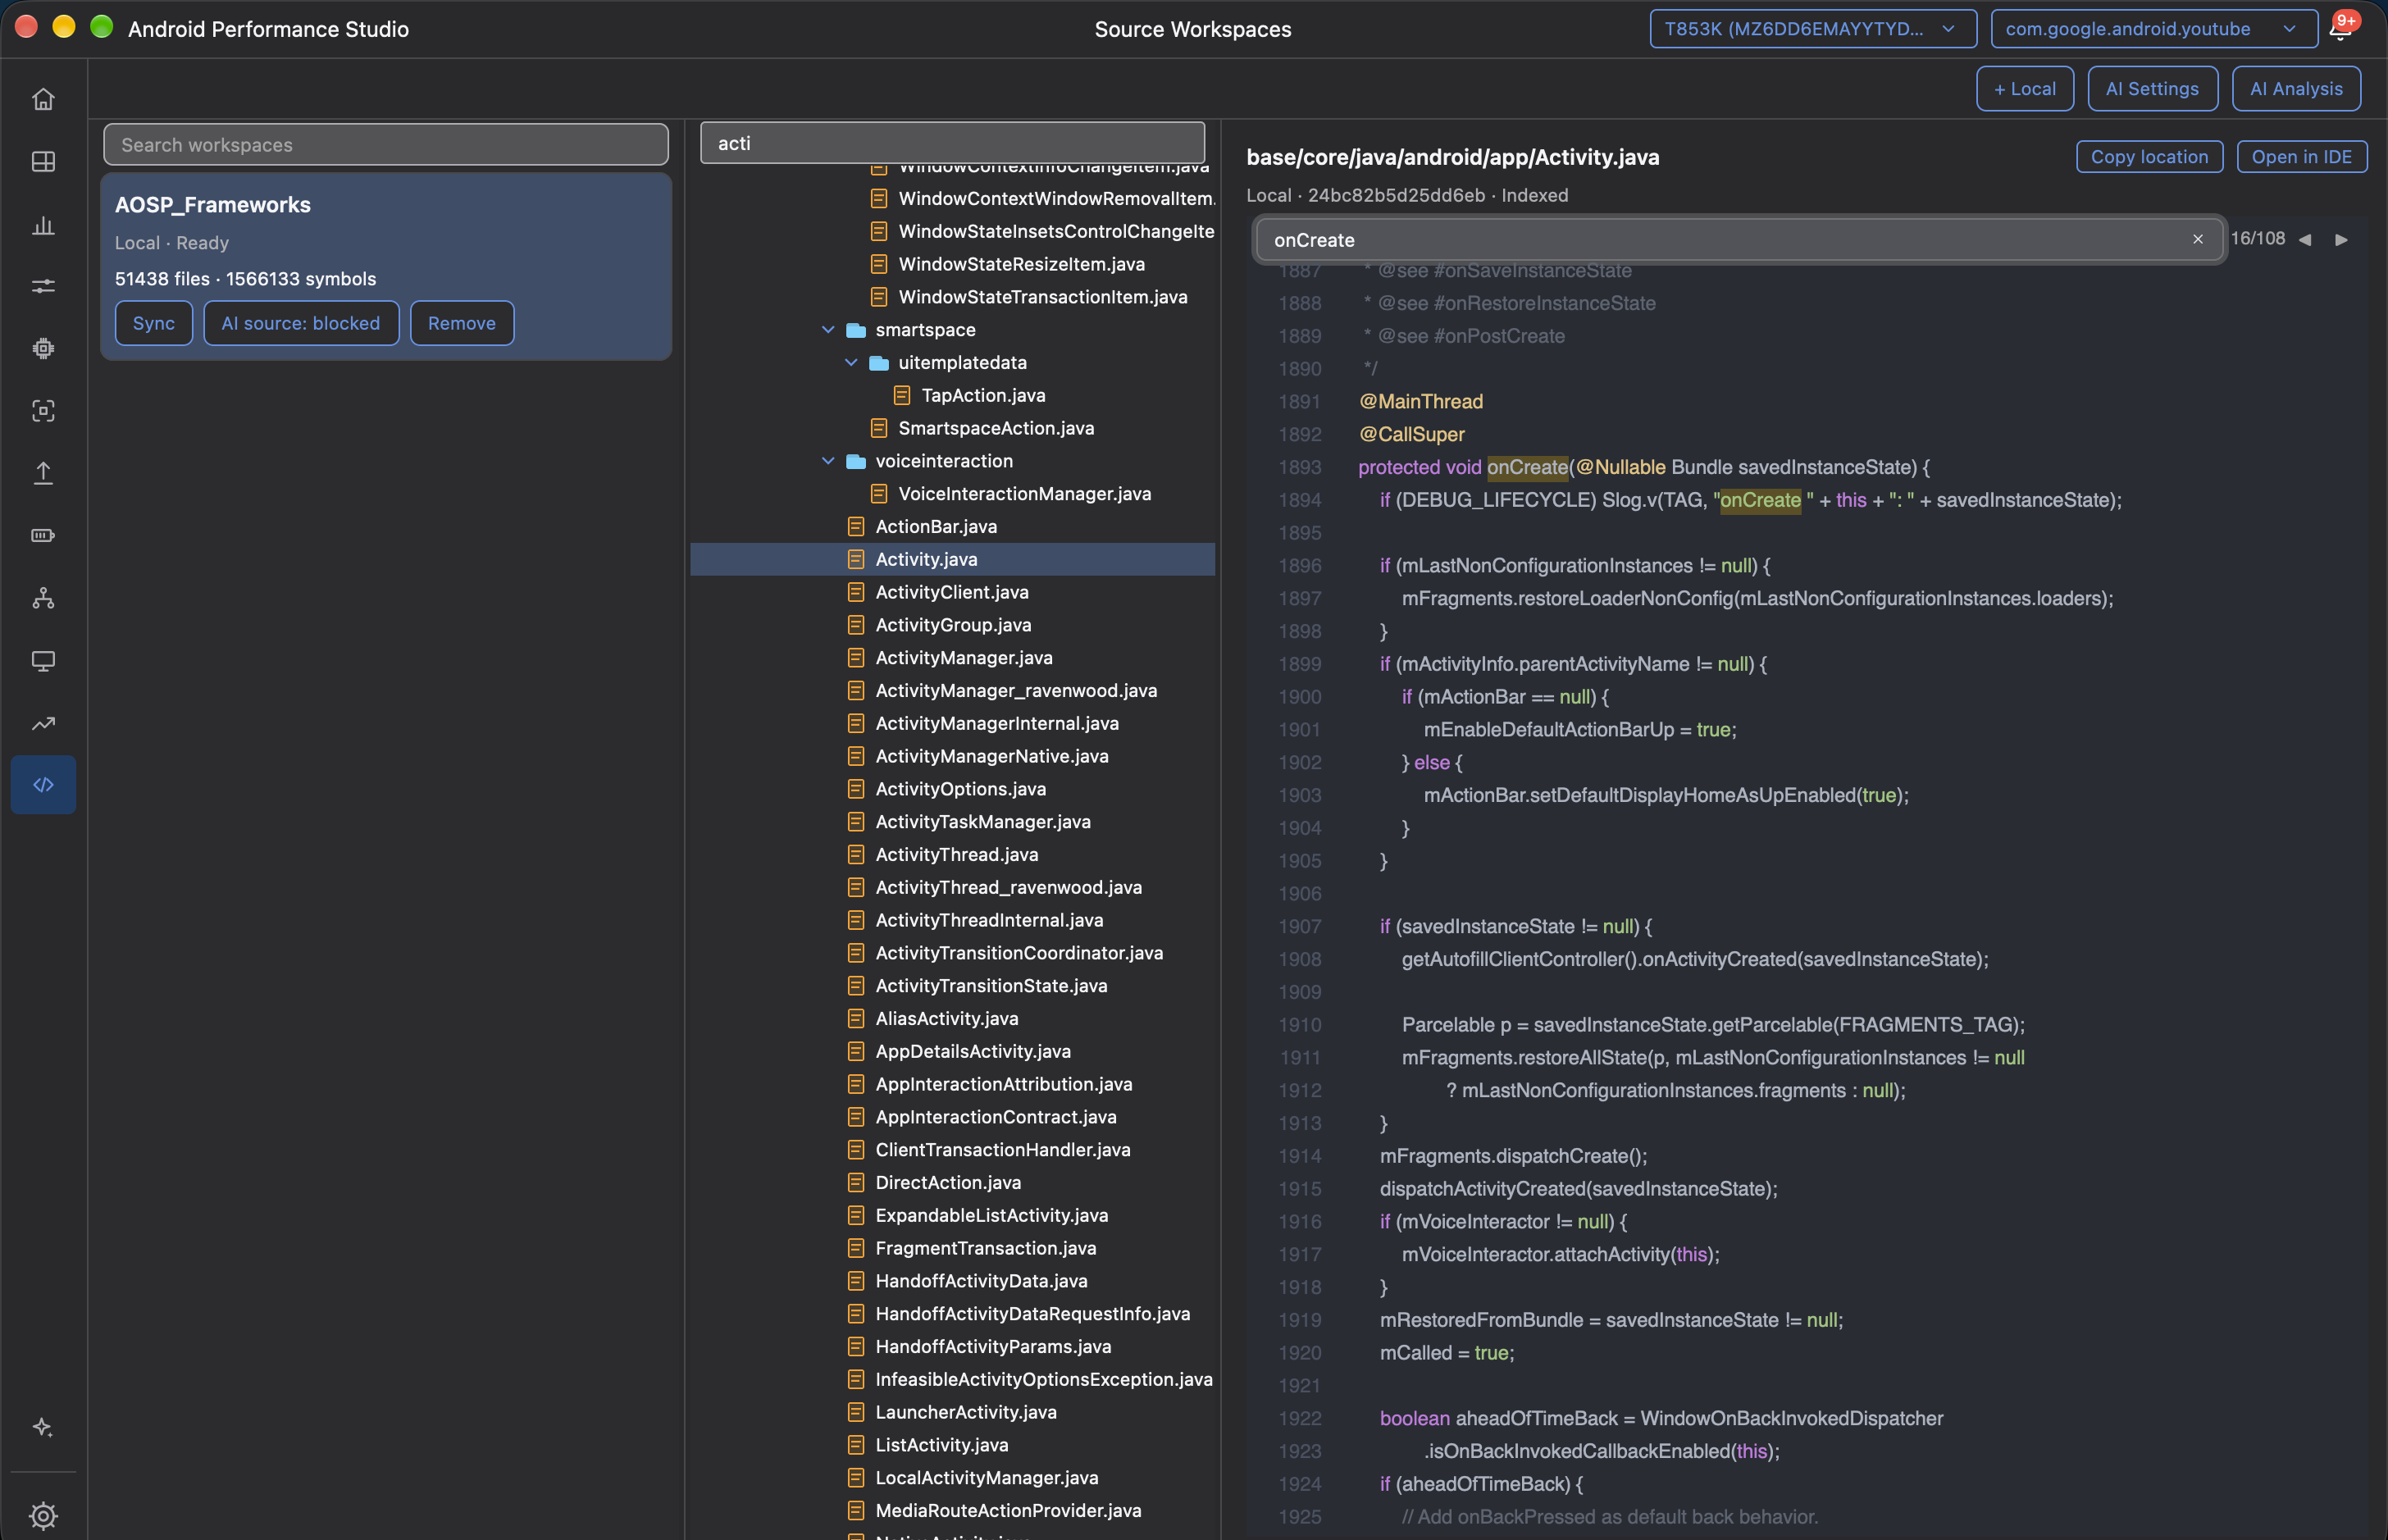 Android Performance Studio
Source Workspaces
T853K (MZ6DD6EMAYYTYD...
com.google.android.youtube
9+
+ Local
AI Settings
AI Analysis
Search workspaces
AOSP_Frameworks
Local · Ready
51438 files · 1566133 symbols
Sync
AI source: blocked
Remove
acti
WindowContextInfoChangeItem.java
WindowContextWindowRemovalItem.
WindowStateInsetsControlChangeIte
WindowStateResizeItem.java
WindowStateTransactionItem.java
smartspace
uitemplatedata
TapAction.java
SmartspaceAction.java
voiceinteraction
VoiceInteractionManager.java
ActionBar.java
Activity.java
ActivityClient.java
ActivityGroup.java
ActivityManager.java
ActivityManager_ravenwood.java
ActivityManagerInternal.java
ActivityManagerNative.java
ActivityOptions.java
ActivityTaskManager.java
ActivityThread.java
ActivityThread_ravenwood.java
ActivityThreadInternal.java
ActivityTransitionCoordinator.java
ActivityTransitionState.java
AliasActivity.java
AppDetailsActivity.java
AppInteractionAttribution.java
AppInteractionContract.java
ClientTransactionHandler.java
DirectAction.java
ExpandableListActivity.java
FragmentTransaction.java
HandoffActivityData.java
HandoffActivityDataRequestInfo.java
HandoffActivityParams.java
InfeasibleActivityOptionsException.java
LauncherActivity.java
ListActivity.java
LocalActivityManager.java
MediaRouteActionProvider.java
base/core/java/android/app/Activity.java
Copy location
Open in IDE
Local · 24bc82b5d25dd6eb · Indexed
onCreate
×
16/108
1887 * @see #onSaveInstanceState
1888 * @see #onRestoreInstanceState
1889 * @see #onPostCreate
1890 */
1891 @MainThread
1892 @CallSuper
1893 protected void onCreate(@Nullable Bundle savedInstanceState) {
1894 if (DEBUG_LIFECYCLE) Slog.v(TAG, "onCreate " + this + ": " + savedInstanceState);
1895
1896 if (mLastNonConfigurationInstances != null) {
1897 mFragments.restoreLoaderNonConfig(mLastNonConfigurationInstances.loaders);
1898 }
1899 if (mActivityInfo.parentActivityName != null) {
1900 if (mActionBar == null) {
1901 mEnableDefaultActionBarUp = true;
1902 } else {
1903 mActionBar.setDefaultDisplayHomeAsUpEnabled(true);
1904 }
1905 }
1906
1907 if (savedInstanceState != null) {
1908 getAutofillClientController().onActivityCreated(savedInstanceState);
1909
1910 Parcelable p = savedInstanceState.getParcelable(FRAGMENTS_TAG);
1911 mFragments.restoreAllState(p, mLastNonConfigurationInstances != null
1912 ? mLastNonConfigurationInstances.fragments : null);
1913 }
1914 mFragments.dispatchCreate();
1915 dispatchActivityCreated(savedInstanceState);
1916 if (mVoiceInteractor != null) {
1917 mVoiceInteractor.attachActivity(this);
1918 }
1919 mRestoredFromBundle = savedInstanceState != null;
1920 mCalled = true;
1921
1922 boolean aheadOfTimeBack = WindowOnBackInvokedDispatcher
1923 .isOnBackInvokedCallbackEnabled(this);
1924 if (aheadOfTimeBack) {
1925 // Add onBackPressed as default back behavior.